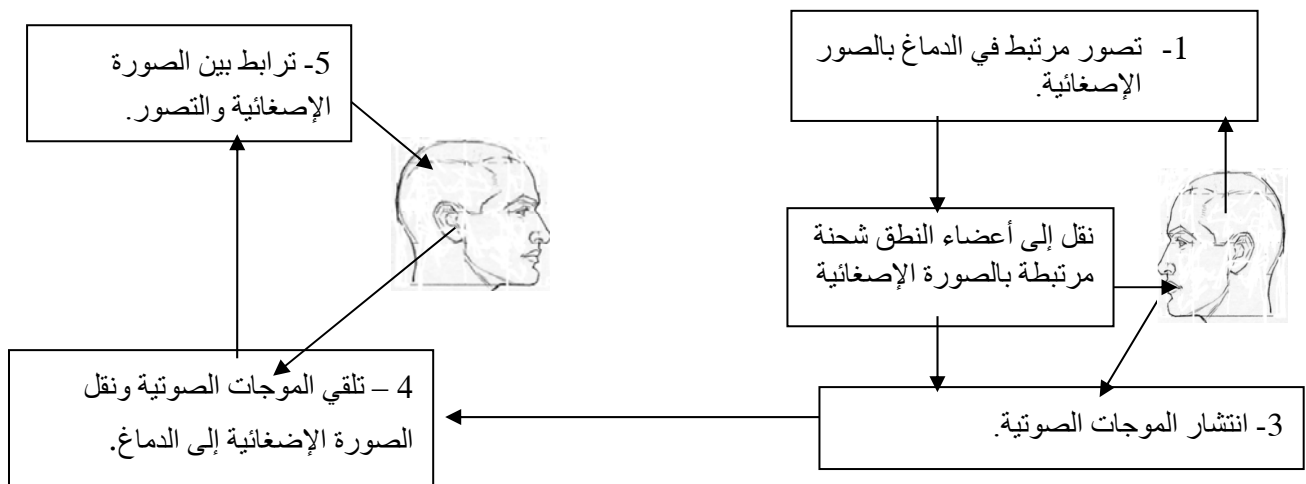 1- تصور مرتبط في الدماغ بالصور
الإصغائية.
نقل إلى أعضاء النطق شحنة
مرتبطة بالصورة الإصغائية
3- انتشار الموجات الصوتية.
4 – تلقي الموجات الصوتية ونقل
الصورة الإضغائية إلى الدماغ.
5- ترابط بين الصورة
الإصغائية والتصور.